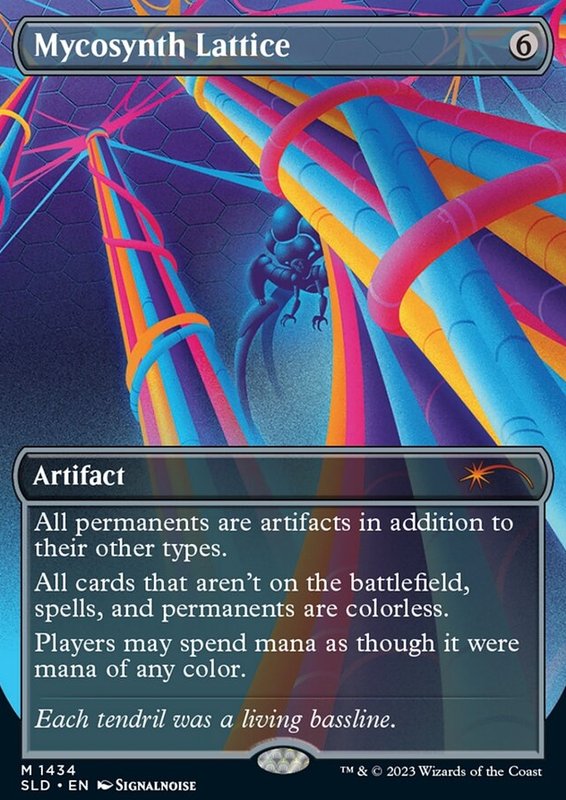 Mycosynth Lattice 6
Artifact
All permanents are artifacts in addition to
their other types.
All cards that aren't on the battlefield,
spells, and permanents are colorless.
Players may spend mana as though it were
mana of any color.
Each tendril was a living bassline.
M 1434
SLD • EN Signalnoise
™ & © 2023 Wizards of the Coast